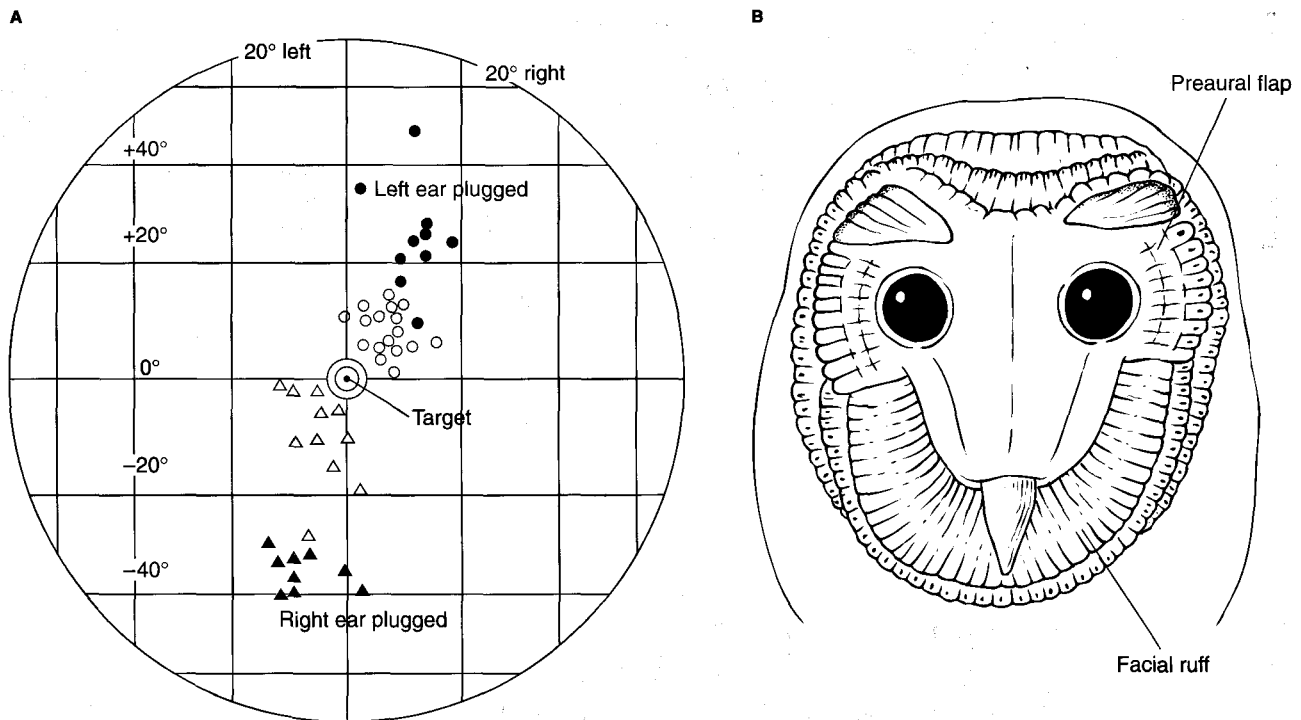 A
B
20° left
20° right
Preaural flap
+40°
Left ear plugged
+20°
0°
Target
–20°
–40°
Right ear plugged
Facial ruff